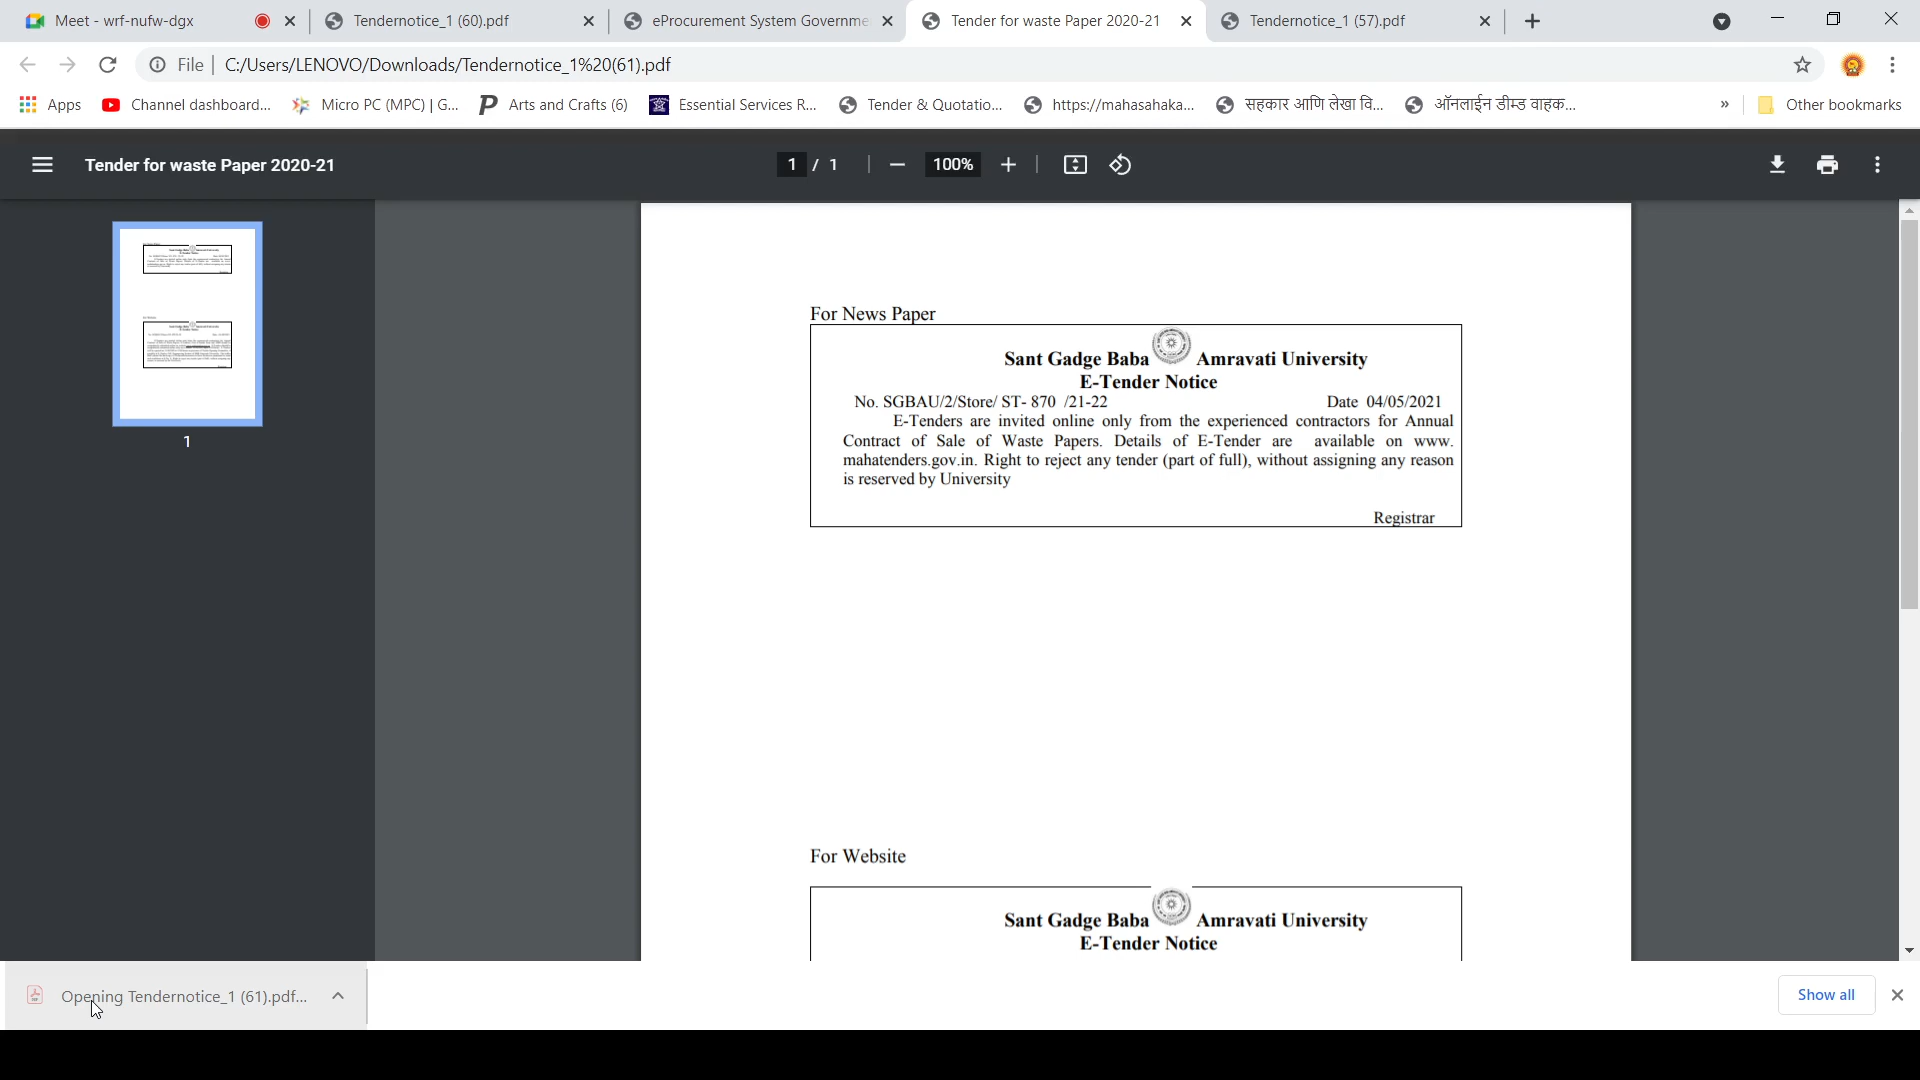 Meet - wrf-nufw-dgx
Tendernotice_1 (60).pdf
eProcurement System Governme
Tender for waste Paper 2020-21
Tendernotice_1 (57).pdf
File | C:/Users/LENOVO/Downloads/Tendernotice_1%20(61).pdf
Apps
Channel dashboard...
Micro PC (MPC) | G...
Arts and Crafts (6)
Essential Services R...
Tender & Quotatio...
https://mahasahaka...
सहकार आणि लेखा वि...
ऑनलाईन डीम्ड वाहक...
»
Other bookmarks
Tender for waste Paper 2020-21
1 / 1
100%
1
For News Paper
Sant Gadge Baba Amravati University
E-Tender Notice
No. SGBAU/2/Store/ ST- 870 /21-22 Date 04/05/2021
E-Tenders are invited online only from the experienced contractors for Annual
Contract of Sale of Waste Papers. Details of E-Tender are available on www.
mahatenders.gov.in. Right to reject any tender (part of full), without assigning any reason
is reserved by University
Registrar
For Website
Sant Gadge Baba Amravati University
E-Tender Notice
Opening Tendernotice_1 (61).pdf...
Show all